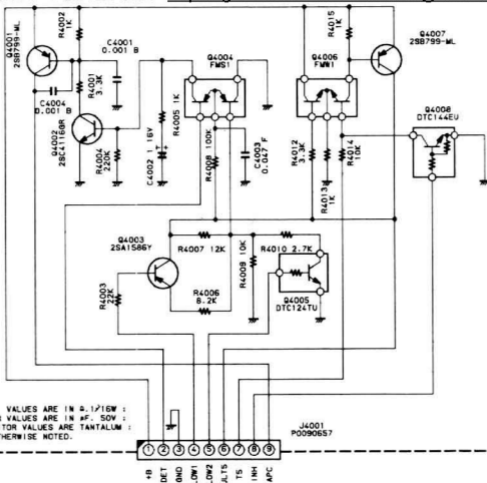 Q4001
2SB799-ML
R4002
1K
C4001
0.001 B
R4001
3.3K
C4004
0.001 B
Q4002
2SC4116GR
R4004
220K
C4002 1 16V
+
R4005 1K
Q4004
FMS1
R4008 100K
C4003
0.047 F
Q4006
FMW1
R4015
1K
Q4007
2SB799-ML
Q4008
DTC144EU
R4012
3.3K
R4013
1K
R4014
10K
Q4003
2SA1586Y
R4003
22K
R4007 12K
R4006
8.2K
R4009 10K
R4010 2.7K
Q4005
DTC124TU
VALUES ARE IN Ω.1/16W :
VALUES ARE IN μF. 50V :
TOR VALUES ARE TANTALUM :
THERWISE NOTED.
J4001
P0090657
1 2 3 4 5 6 7 8 9
+B
DET
GND
LOW1
LOW2
ULT5
T5
INH
APC